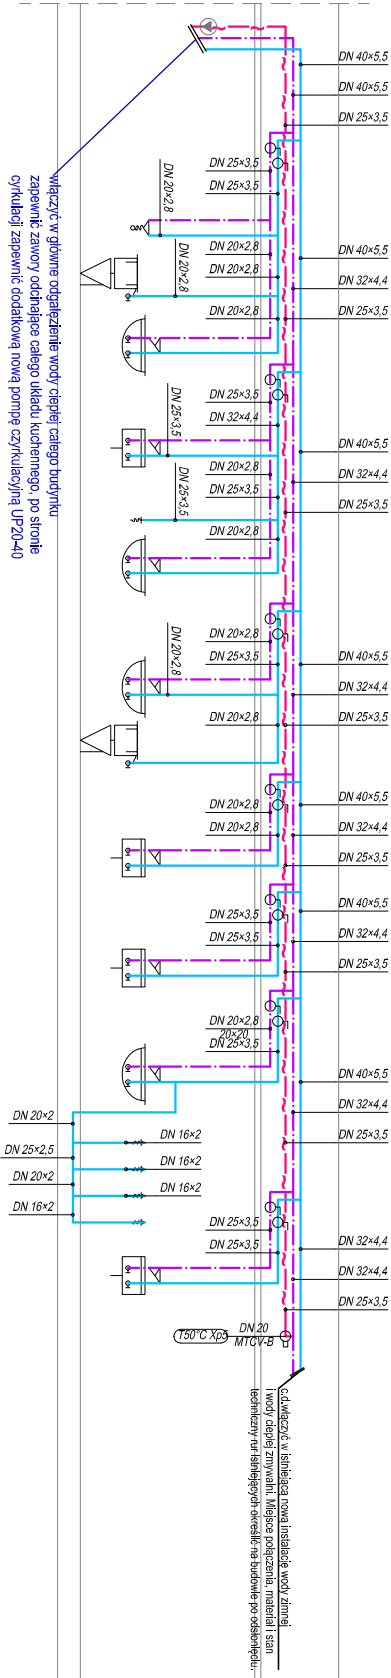 DN 40×5,5
DN 40×5,5
DN 25×3,5
DN 25×3,5
DN 25×3,5
DN 20×2,8
DN 20×2,8
DN 20×2,8
DN 20×2,8
DN 20×2,8
DN 40×5,5
DN 32×4,4
DN 25×3,5
włączyć w główne odgałęzienie wody ciepłej całego budynku
zapewnić zawory odcinające całego układu kuchennego, po stronie
cyrkulacji zapewnić dodatkową nową pompę czyrkulacyjną UP20-40
DN 25×3,5
DN 32×4,4
DN 25×3,5
DN 20×2,8
DN 25×3,5
DN 25×3,5
DN 20×2,8
DN 40×5,5
DN 32×4,4
DN 25×3,5
DN 20×2,8
DN 25×3,5
DN 20×2,8
DN 20×2,8
DN 40×5,5
DN 32×4,4
DN 25×3,5
DN 20×2,8
DN 20×2,8
DN 40×5,5
DN 32×4,4
DN 25×3,5
DN 25×3,5
DN 25×3,5
DN 40×5,5
DN 32×4,4
DN 25×3,5
DN 20×2,8
20×20
DN 25×3,5
DN 40×5,5
DN 32×4,4
DN 25×3,5
DN 20×2
DN 25×2,5
DN 20×2
DN 16×2
DN 16×2
DN 16×2
DN 16×2
DN 25×3,5
DN 25×3,5
DN 32×4,4
DN 32×4,4
DN 25×3,5
T50°C Xp5
DN 20
MTCV-B
c.d.włączyć w istniejącą nową instalację wody zimnej
i wody ciepłej zmywalni. Miejsce połączenia, materiał i stan
techniczny rur istniejących określić na budowie po odsłonięciu.